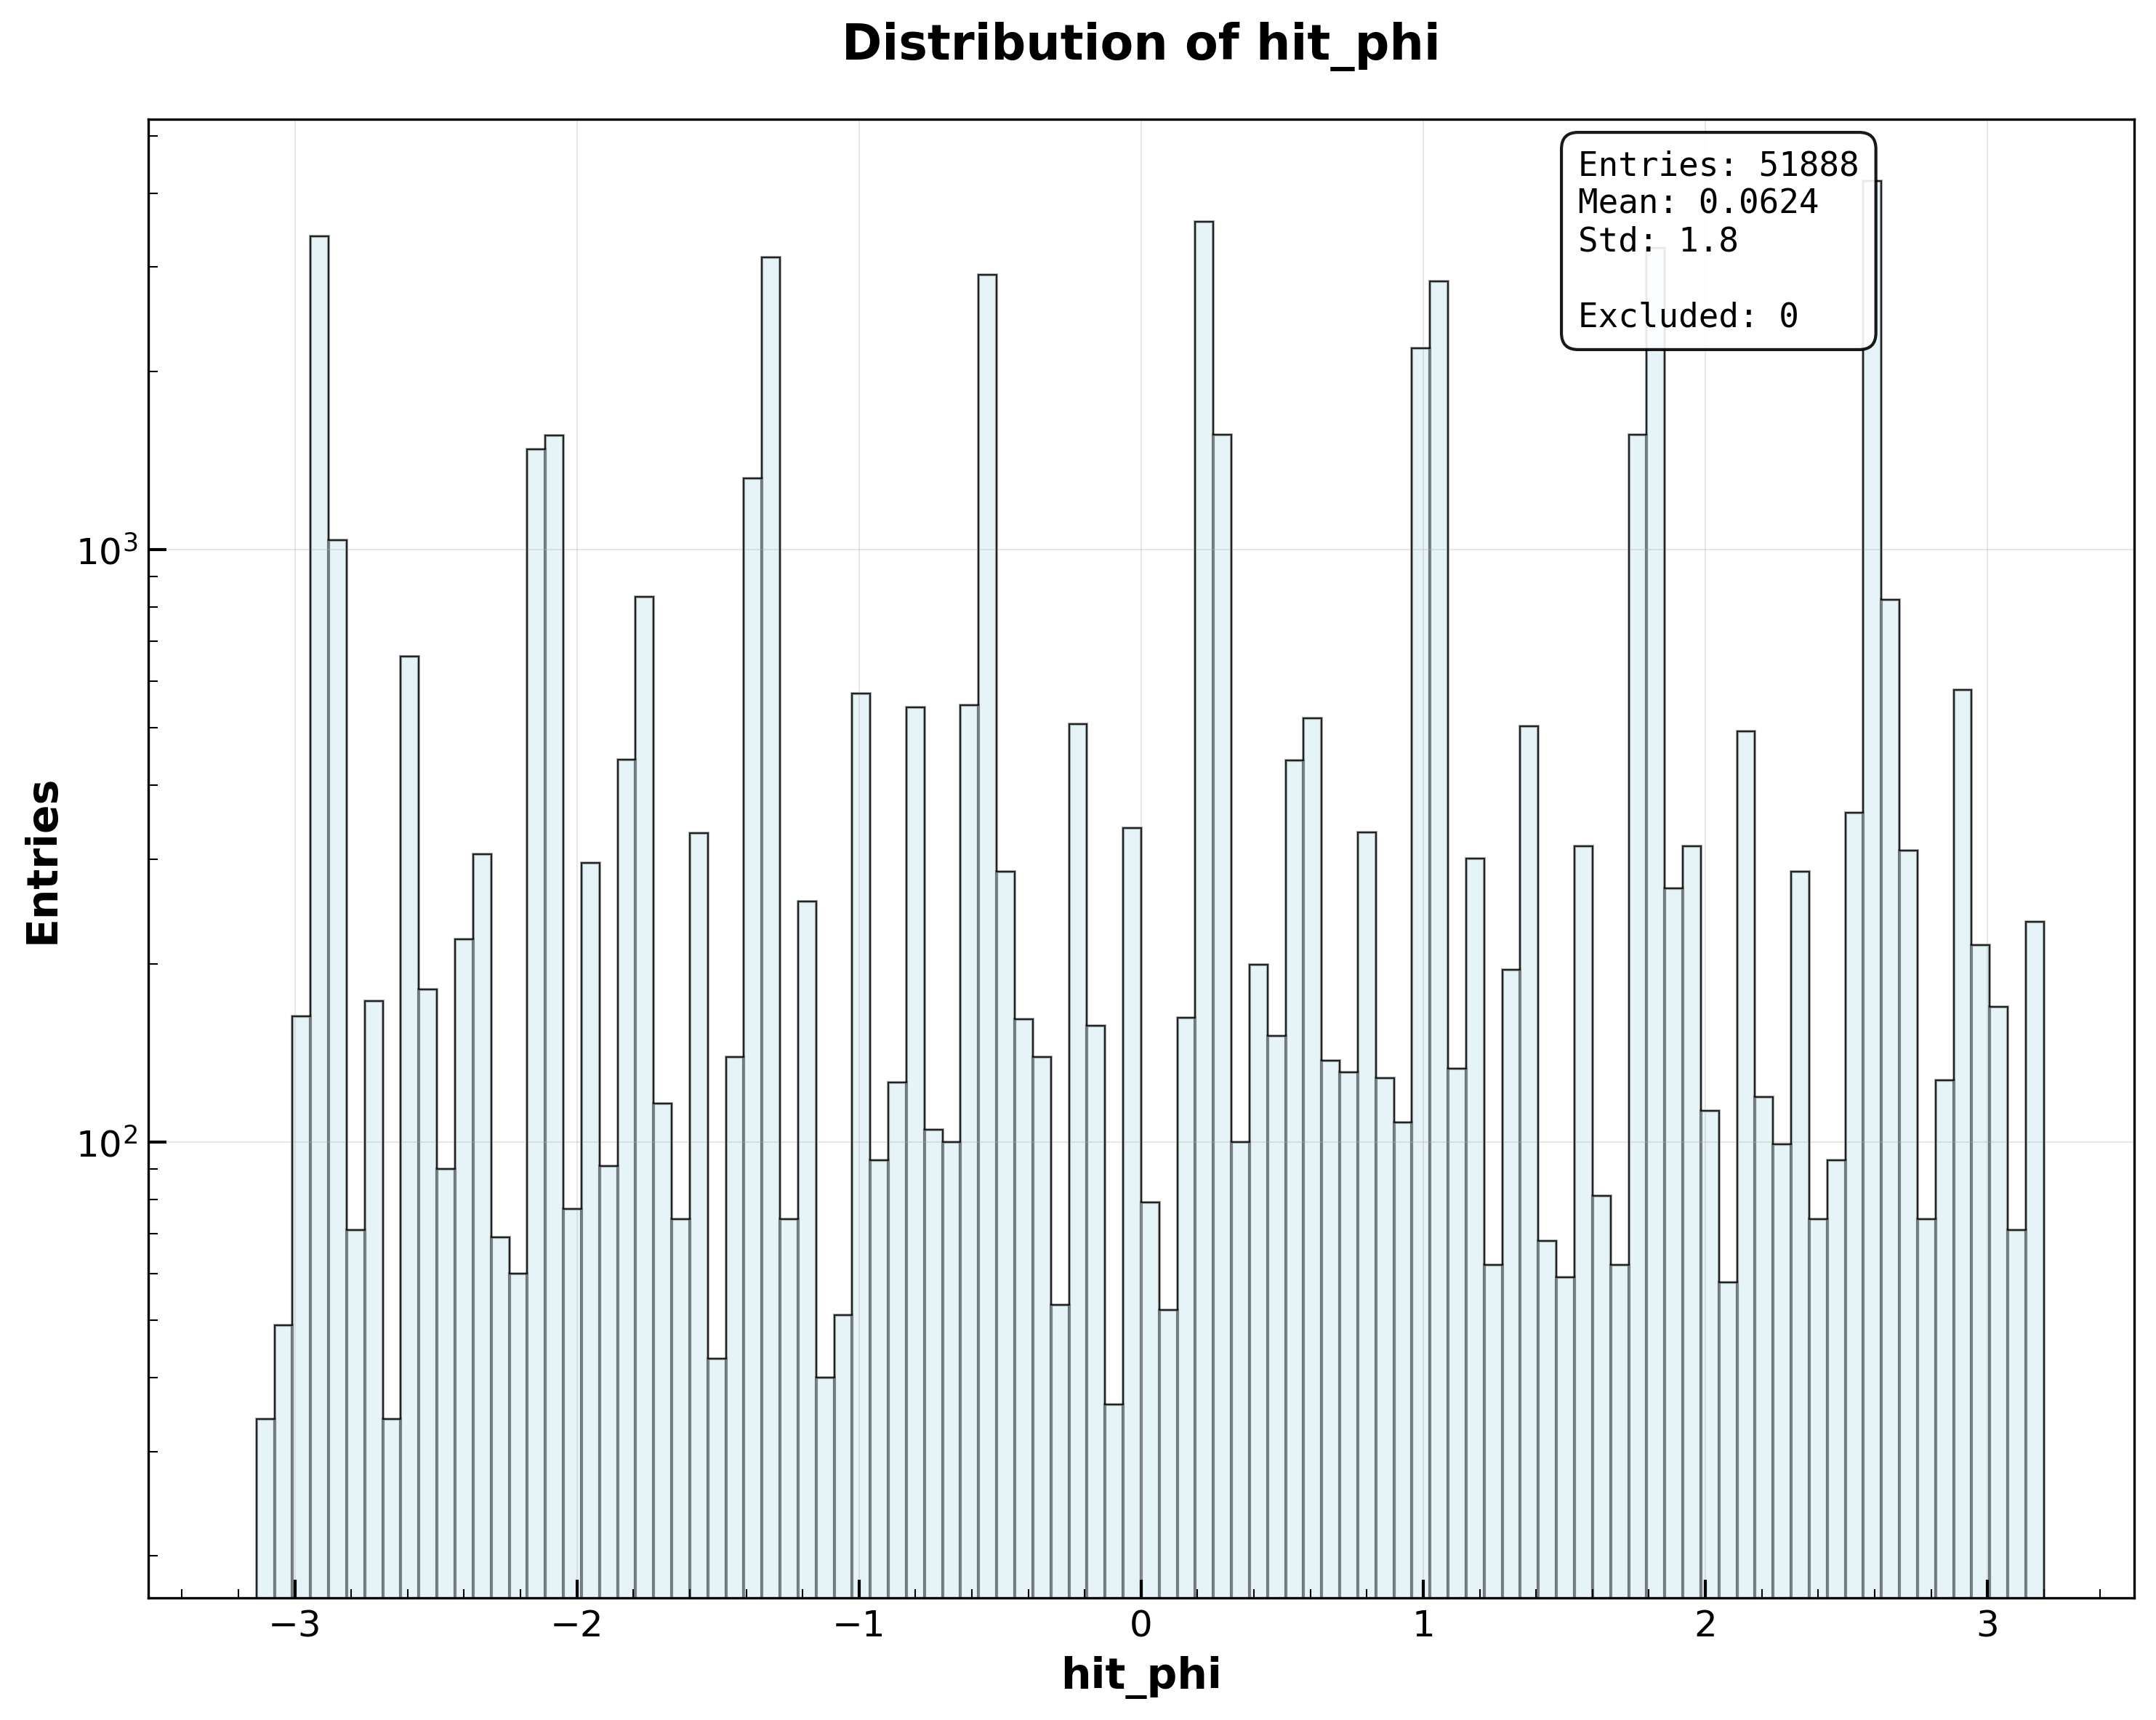 Distribution of hit_phi
Entries: 51888
Mean: 0.0624
Std: 1.8
Excluded: 0
10³
10²
Entries
−3 −2 −1 0 1 2 3
hit_phi